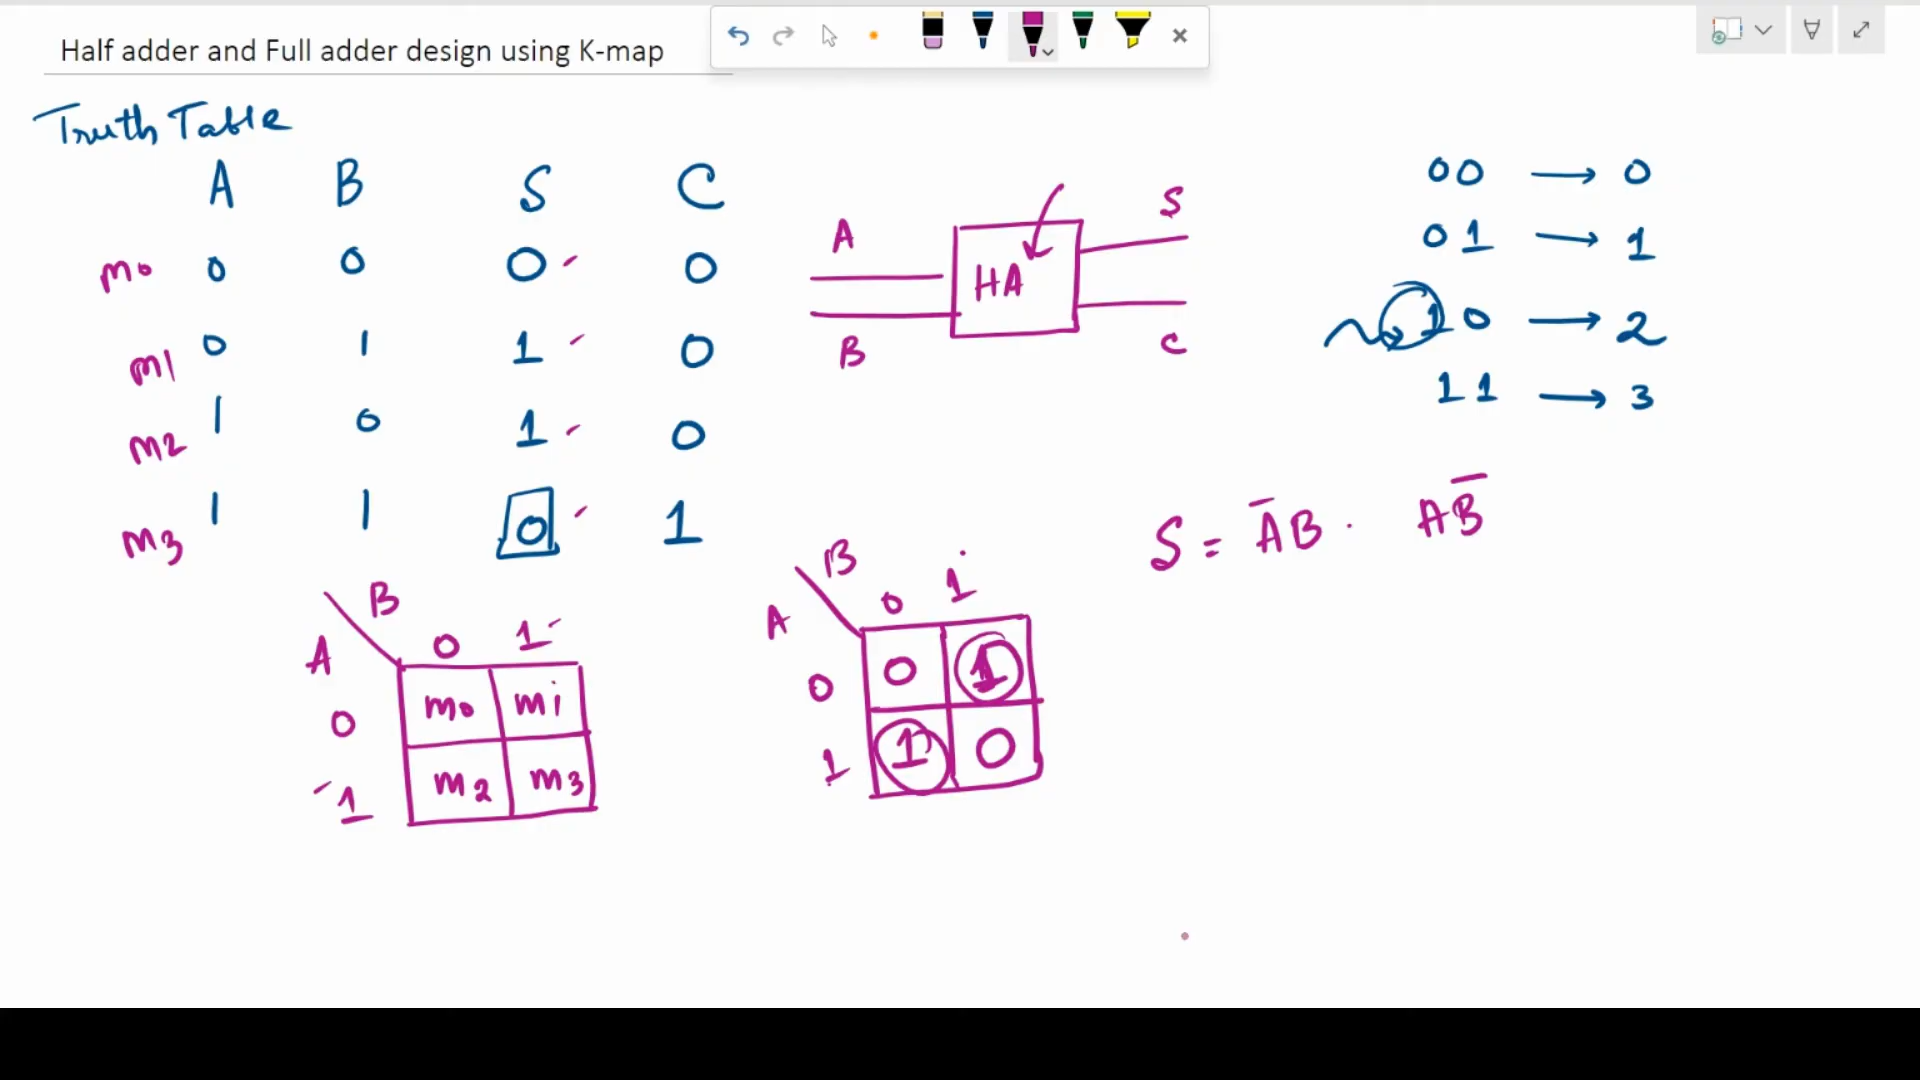 Half adder and Full adder design using K-map
Truth Table
A B S C
m0 0 0 0 0
m1 0 1 1 0
m2 1 0 1 0
m3 1 1 0 1
A
B
HA
S
C
00 → 0
01 → 1
10 → 2
11 → 3
S = A̅B · AB̅
B
A
0 1
0 m0 m1
1 m2 m3
B
A
0 1
0 0 1
1 1 0